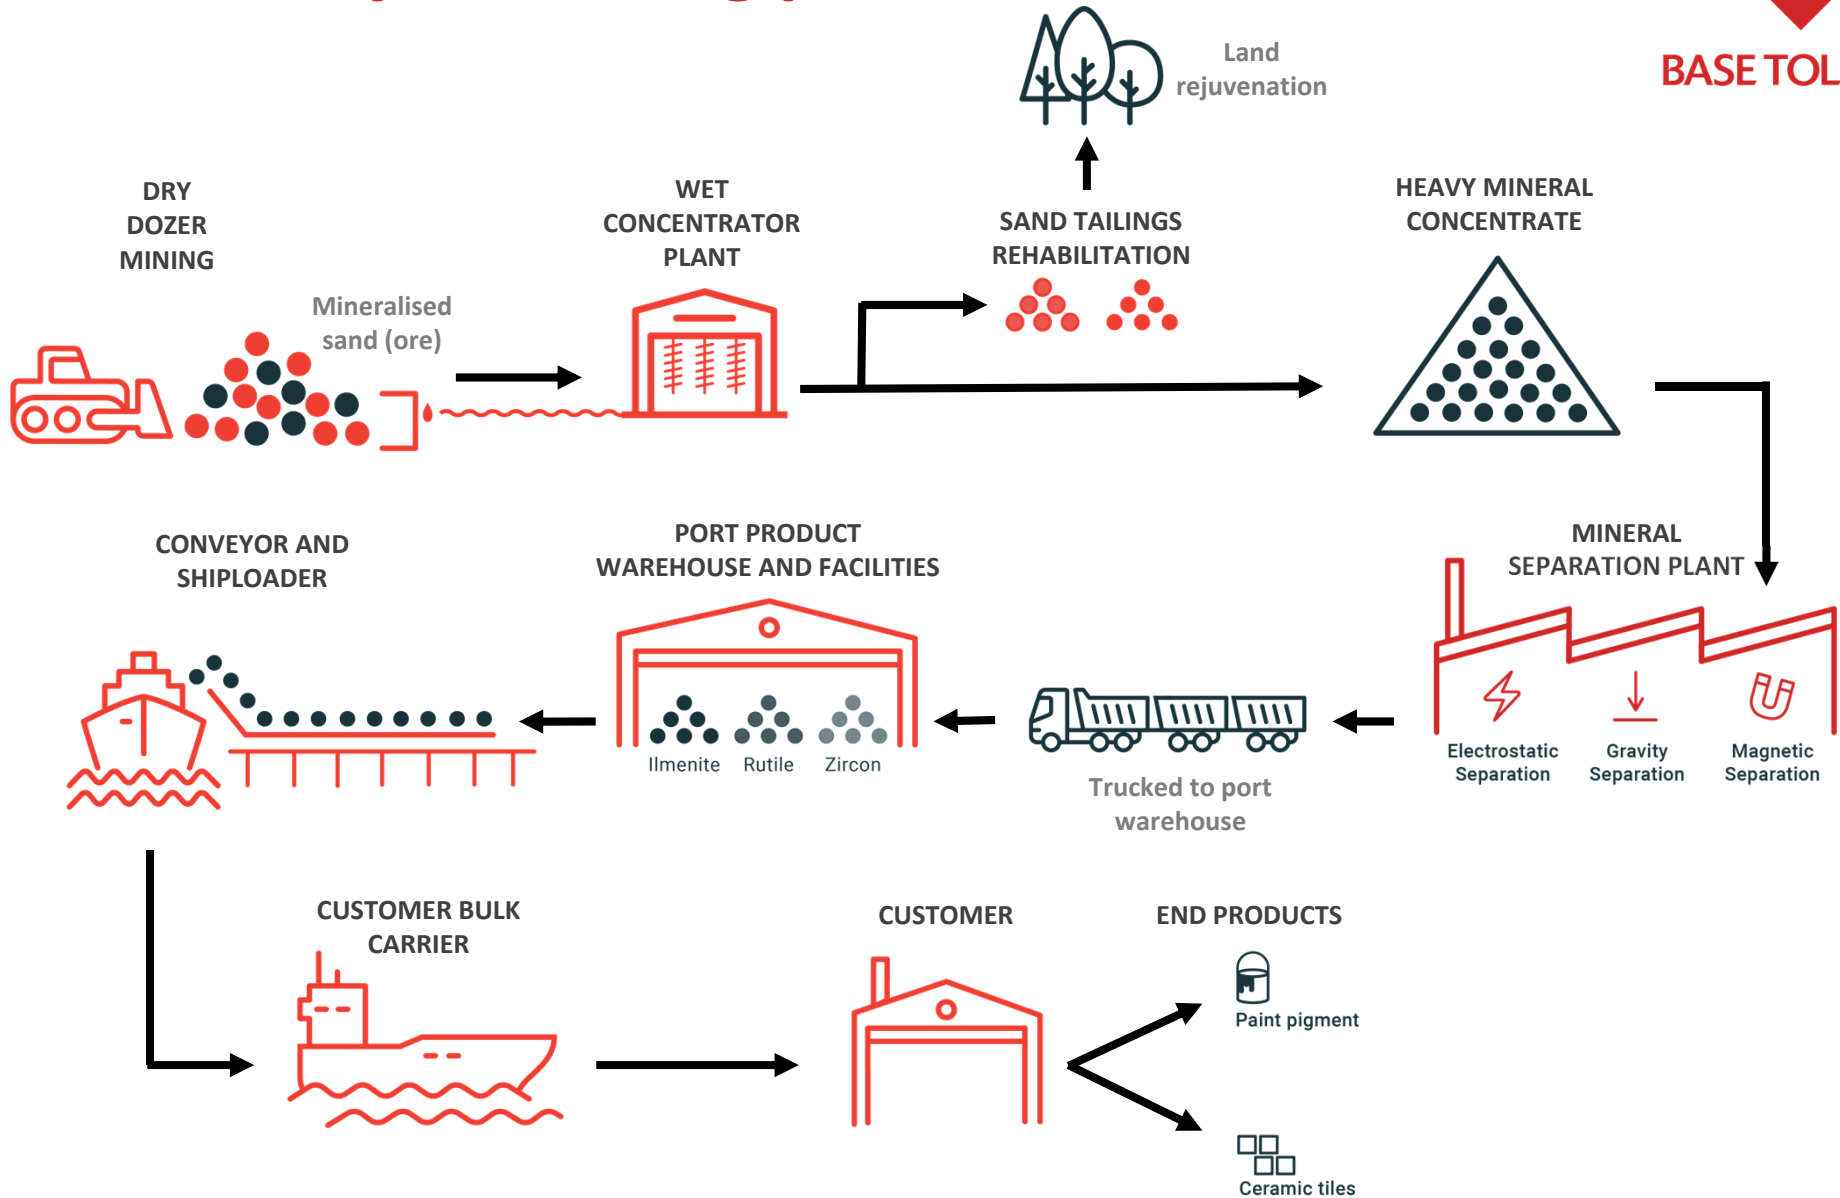 Land
rejuvenation
BASE TOL
DRY
DOZER
MINING
WET
CONCENTRATOR
PLANT
SAND TAILINGS
REHABILITATION
HEAVY MINERAL
CONCENTRATE
Mineralised
sand (ore)
CONVEYOR AND
SHIPLOADER
PORT PRODUCT
WAREHOUSE AND FACILITIES
MINERAL
SEPARATION PLANT
Ilmenite Rutile Zircon
Trucked to port
warehouse
Electrostatic
Separation
Gravity
Separation
Magnetic
Separation
CUSTOMER BULK
CARRIER
CUSTOMER
END PRODUCTS
Paint pigment
Ceramic tiles